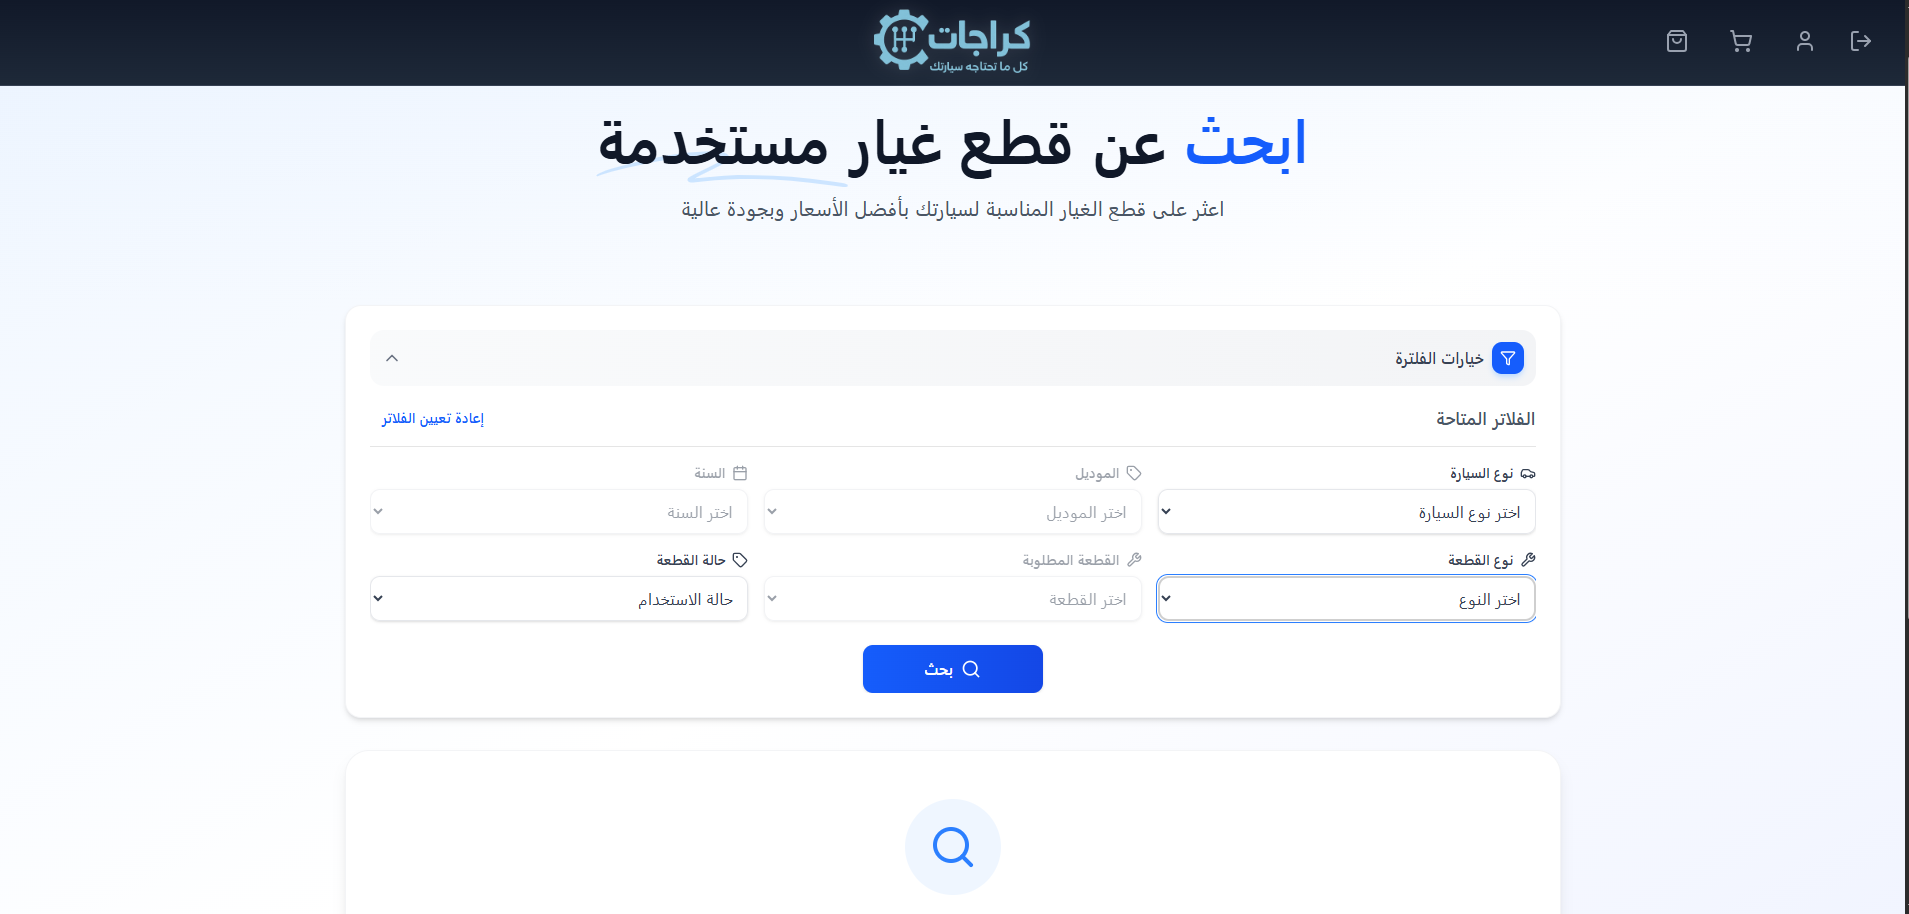 كراجات
كل ما تحتاجه سيارتك
ابحث عن قطع غيار مستخدمة
اعثر على قطع الغيار المناسبة لسيارتك بأفضل الأسعار وبجودة عالية
خيارات الفلترة
الفلاتر المتاحة
إعادة تعيين الفلاتر
نوع السيارة
اختر نوع السيارة
الموديل
اختر الموديل
السنة
اختر السنة
نوع القطعة
اختر النوع
القطعة المطلوبة
اختر القطعة
حالة القطعة
حالة الاستخدام
بحث